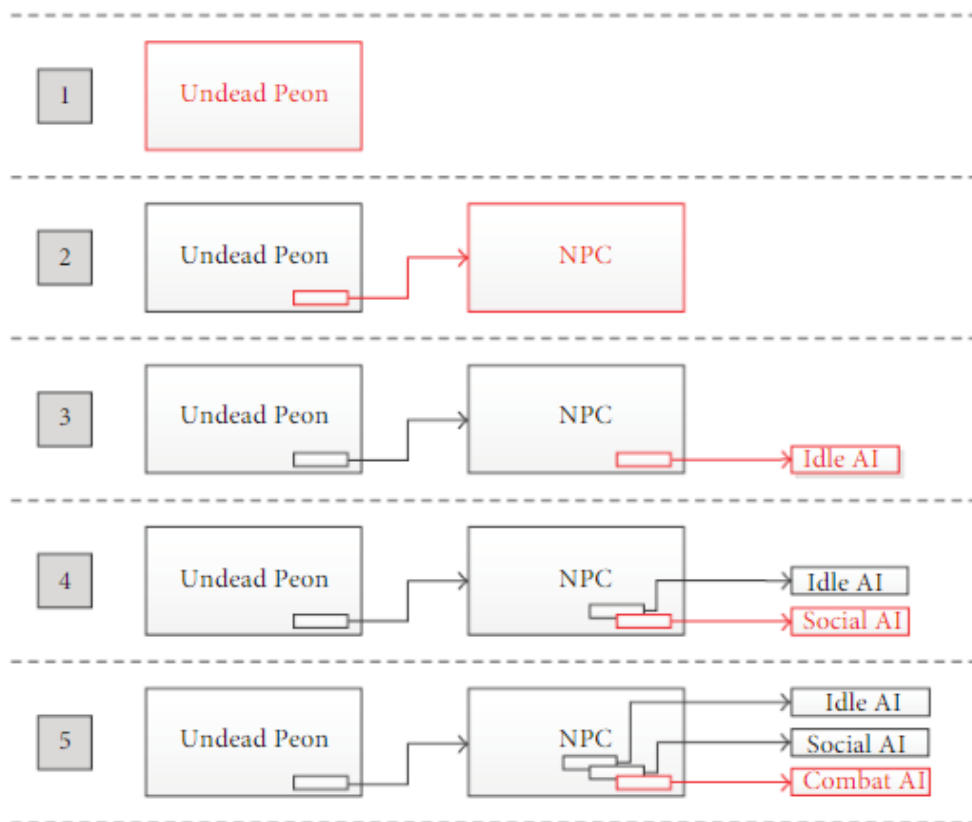 1
Undead Peon
2
Undead Peon
NPC
3
Undead Peon
NPC
Idle AI
4
Undead Peon
NPC
Idle AI
Social AI
5
Undead Peon
NPC
Idle AI
Social AI
Combat AI